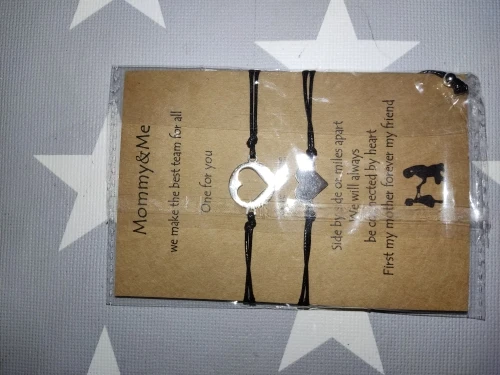 Mommy&Me
we make the best team for all
One for you
Side by side or miles apart
We will always
be connected by heart
First my mother forever my friend